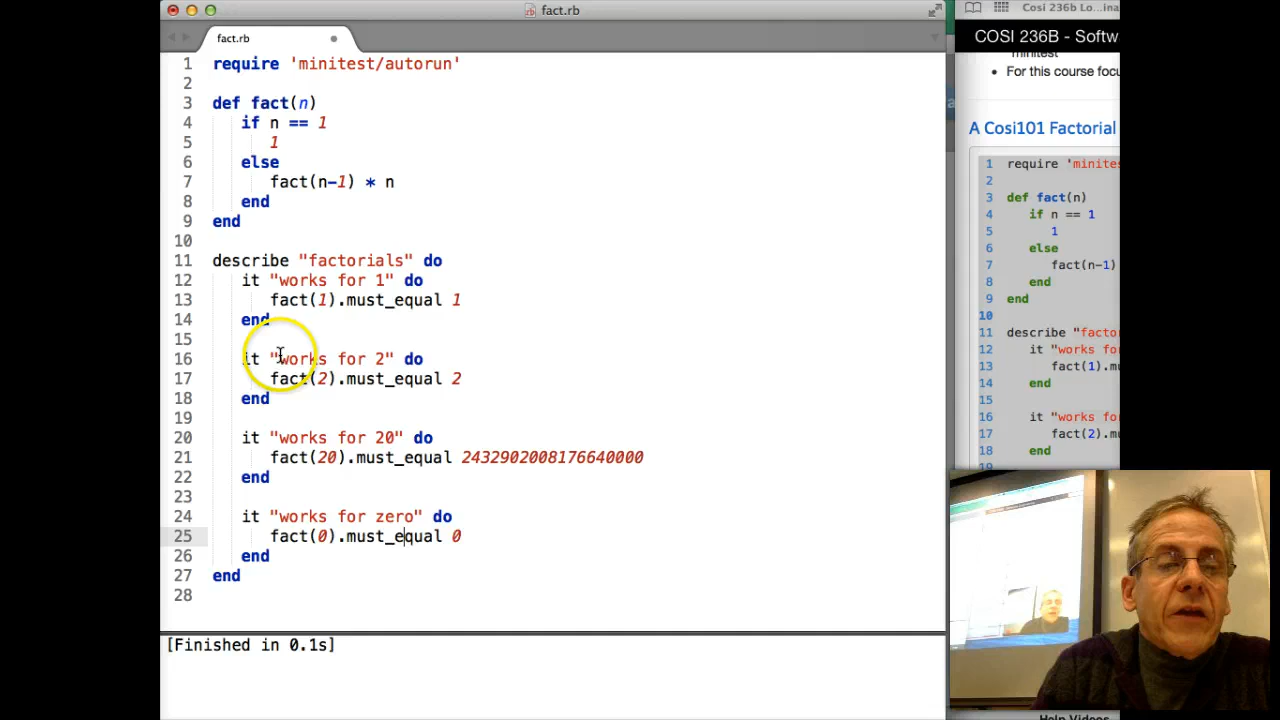 fact.rb
fact.rb
1 require 'minitest/autorun'
2
3 def fact(n)
4 if n == 1
5 1
6 else
7 fact(n-1) * n
8 end
9 end
10
11 describe "factorials" do
12 it "works for 1" do
13 fact(1).must_equal 1
14 end
15
16 it "works for 2" do
17 fact(2).must_equal 2
18 end
19
20 it "works for 20" do
21 fact(20).must_equal 2432902008176640000
22 end
23
24 it "works for zero" do
25 fact(0).must_equal 0
26 end
27 end
28
[Finished in 0.1s]
Cosi 236b Lo...ina
COSI 236B - Softw
minitest
For this course focu
A Cosi101 Factorial
1 require 'minites
2
3 def fact(n)
4 if n == 1
5 1
6 else
7 fact(n-1)
8 end
9 end
10
11 describe "facto
12 it "works fo
13 fact(1).m
14 end
15
16 it "works fo
17 fact(2).m
18 end
Help Videos